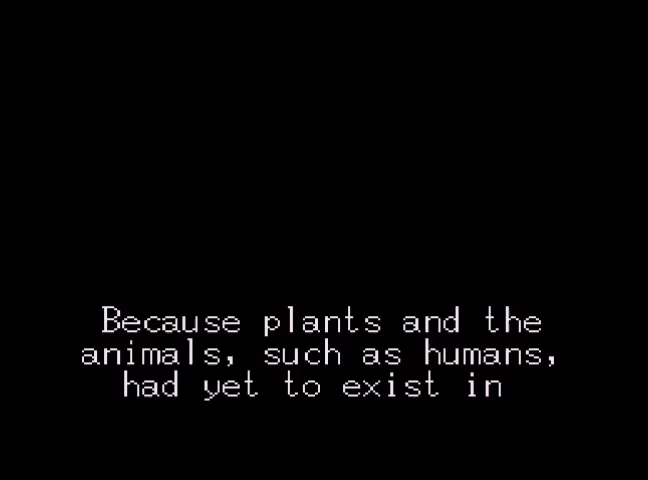 Because plants and the
animals, such as humans,
had yet to exist in